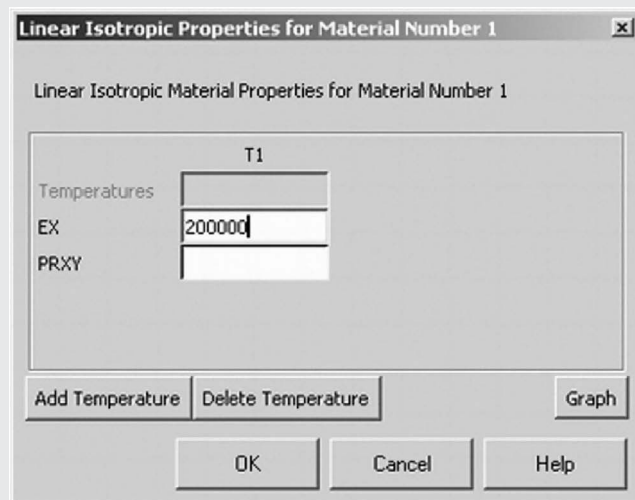 Linear Isotropic Properties for Material Number 1
Linear Isotropic Material Properties for Material Number 1
T1
Temperatures
EX 200000
PRXY
Add Temperature Delete Temperature Graph
OK Cancel Help